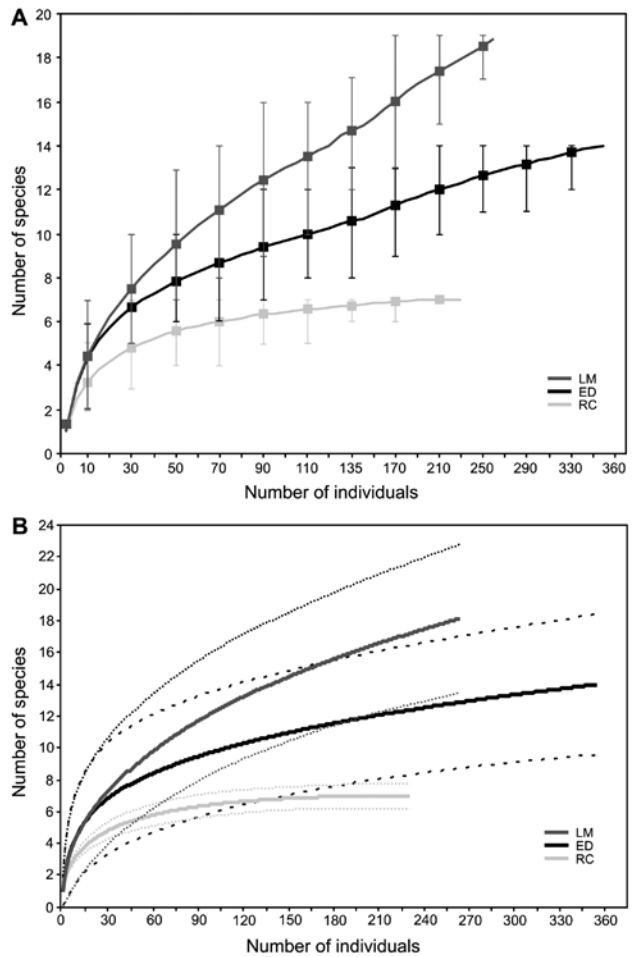 A
20
18
16
14
12
10
8
6
4
2
0
Number of species
0 10 30 50 70 90 110 135 170 210 250 290 330 360
Number of individuals
LM
ED
RC
B
24
22
20
18
16
14
12
10
8
6
4
2
0
Number of species
0 30 60 90 120 150 180 210 240 270 300 330 360
Number of individuals
LM
ED
RC